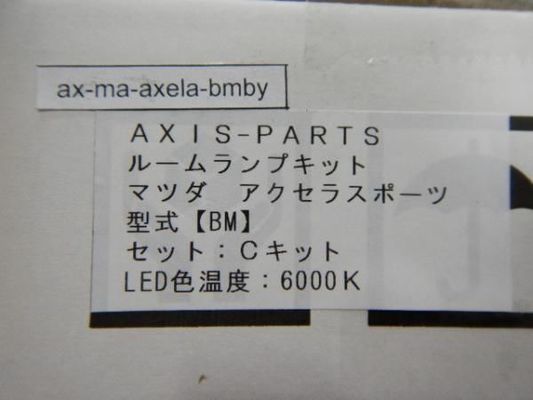 ax-ma-axela-bmby
AXIS-PARTS
ルームランプキット
マツダ　アクセラスポーツ
型式【BM】
セット：Cキット
LED色温度：6000K